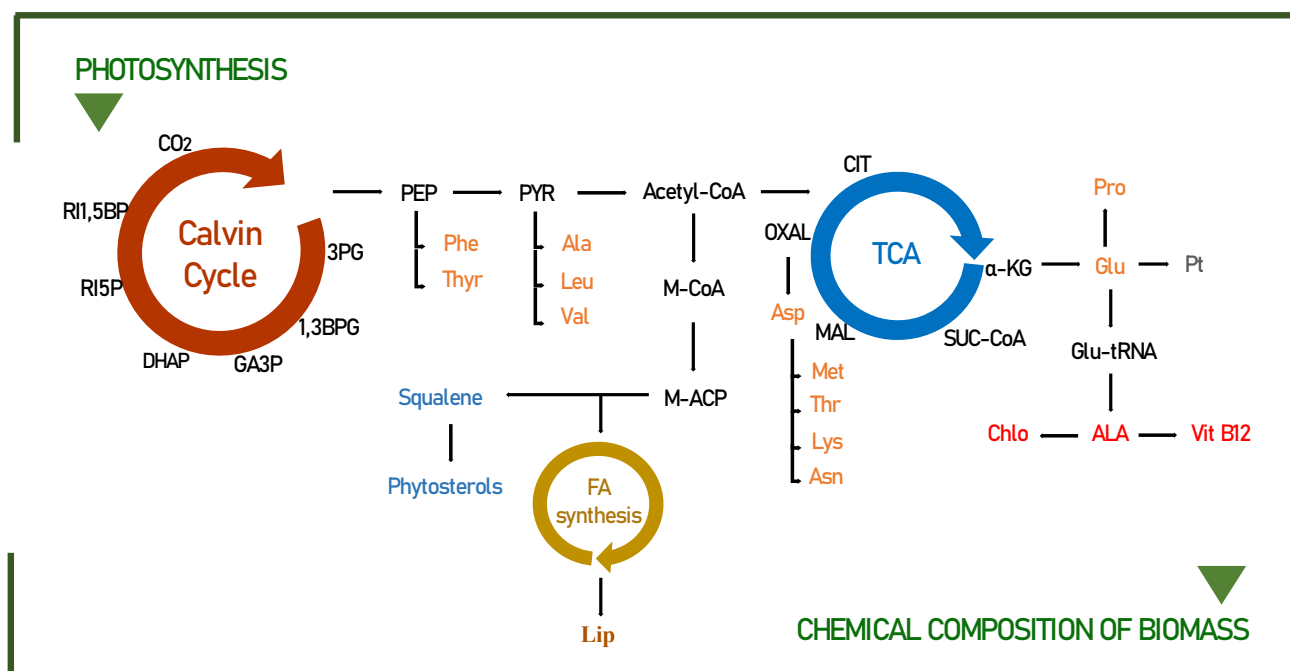 PHOTOSYNTHESIS
CO2
RI1,5BP
RI5P
DHAP
GA3P
1,3BPG
3PG
Calvin
Cycle
PEP
Phe
Thyr
PYR
Ala
Leu
Val
Acetyl-CoA
M-CoA
M-ACP
Squalene
Phytosterols
FA
synthesis
Lip
CIT
OXAL
TCA
MAL
SUC-CoA
α-KG
Asp
Met
Thr
Lys
Asn
Pro
Glu
Pt
Glu-tRNA
Chlo
ALA
Vit B12
CHEMICAL COMPOSITION OF BIOMASS